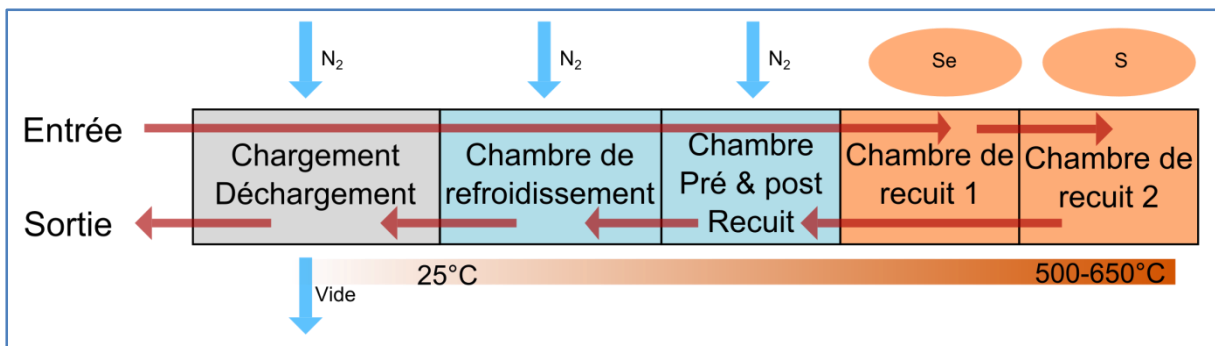 N₂
N₂
N₂
Se
S
Entrée
Sortie
Chargement
Déchargement
Chambre de
refroidissement
Chambre
Pré & post
Recuit
Chambre de
recuit 1
Chambre de
recuit 2
25°C
500-650°C
Vide